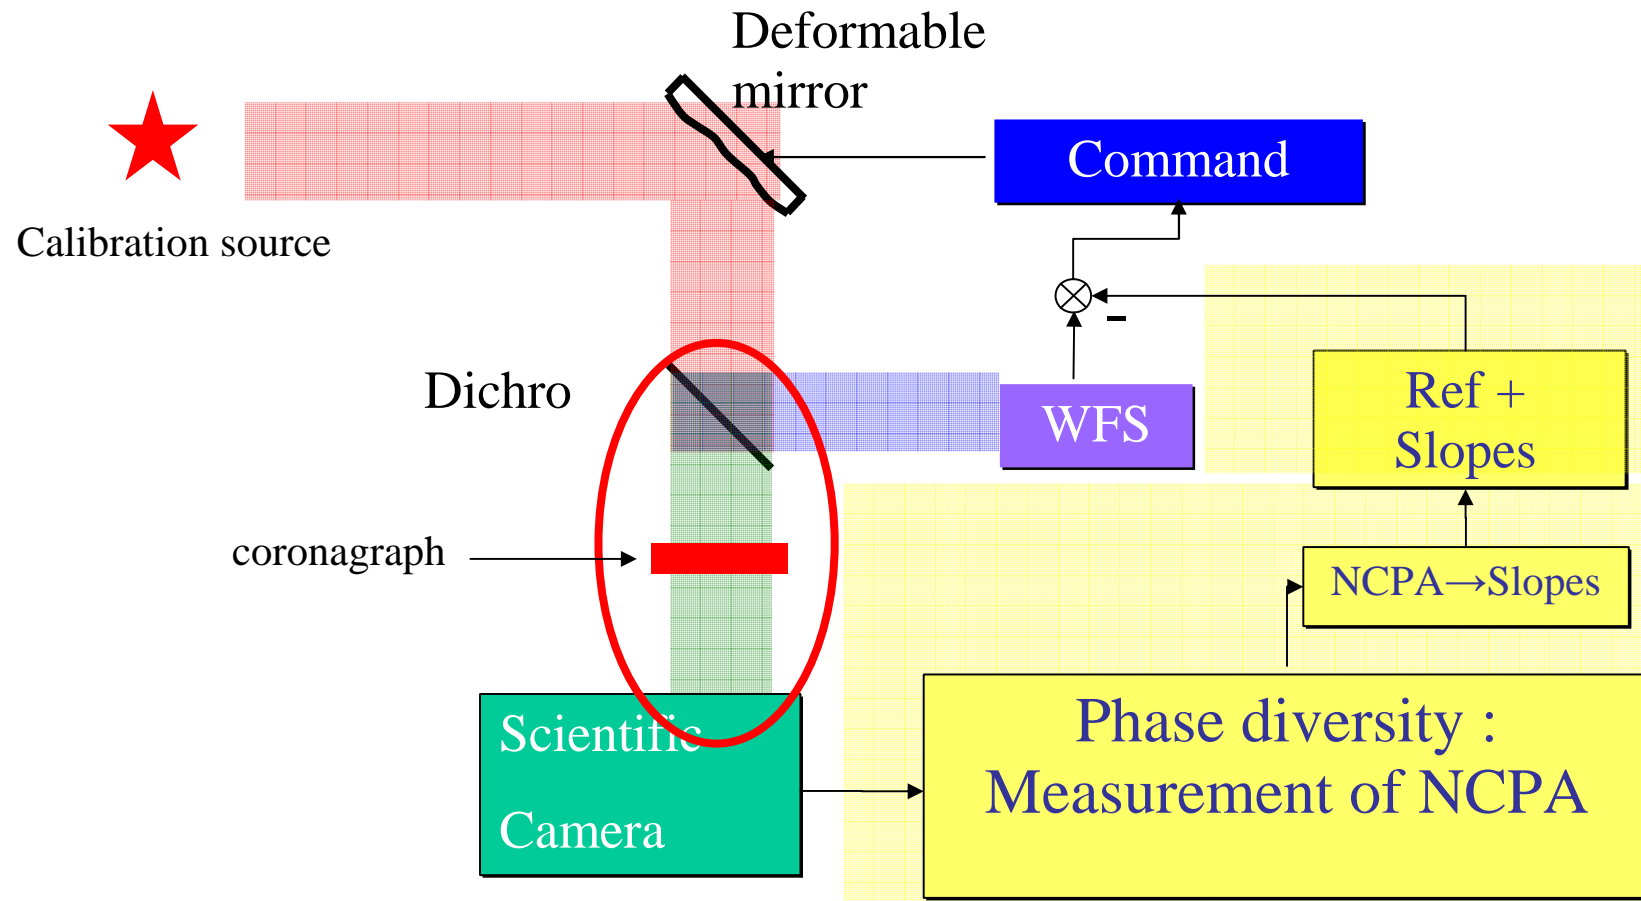 Deformable
mirror
Command
Calibration source
Dichro
WFS
–
Ref +
Slopes
coronagraph
NCPA→Slopes
Scientific
Camera
Phase diversity :
Measurement of NCPA